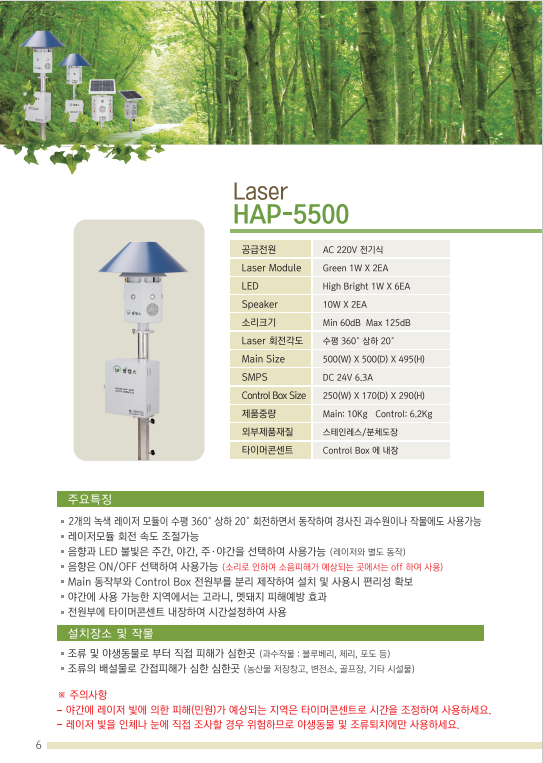 Laser
HAP-5500
공급전원 AC 220V 전기식
Laser Module Green 1W X 2EA
LED High Bright 1W X 6EA
Speaker 10W X 2EA
소리크기 Min 60dB Max 125dB
Laser 회전각도 수평 360˚ 상하 20˚
Main Size 500(W) X 500(D) X 495(H)
SMPS DC 24V 6.3A
Control Box Size 250(W) X 170(D) X 290(H)
제품중량 Main: 10Kg Control: 6.2Kg
외부제품재질 스테인레스/분체도장
타이머콘센트 Control Box 에 내장
주요특징
▪ 2개의 녹색 레이저 모듈이 수평 360˚ 상하 20˚ 회전하면서 동작하여 경사진 과수원이나 작물에도 사용가능
▪ 레이저모듈 회전 속도 조절가능
▪ 음향과 LED 불빛은 주간, 야간, 주·야간을 선택하여 사용가능 (레이저와 별도 동작)
▪ 음향은 ON/OFF 선택하여 사용가능 (소리로 인하여 소음피해가 예상되는 곳에서는 off 하여 사용)
▪ Main 동작부와 Control Box 전원부를 분리 제작하여 설치 및 사용시 편리성 확보
▪ 야간에 사용 가능한 지역에서는 고라니, 멧돼지 피해예방 효과
▪ 전원부에 타이머콘센트 내장하여 시간설정하여 사용
설치장소 및 작물
▪ 조류 및 야생동물로 부터 직접 피해가 심한곳 (과수작물 : 블루베리, 체리, 포도 등)
▪ 조류의 배설물로 간접피해가 심한 심한곳 (농산물 저장창고, 변전소, 골프장, 기타 시설물)
※ 주의사항
– 야간에 레이저 빛에 의한 피해(민원)가 예상되는 지역은 타이머콘센트로 시간을 조정하여 사용하세요.
– 레이저 빛을 인체나 눈에 직접 조사할 경우 위험하므로 야생동물 및 조류퇴치에만 사용하세요.
6